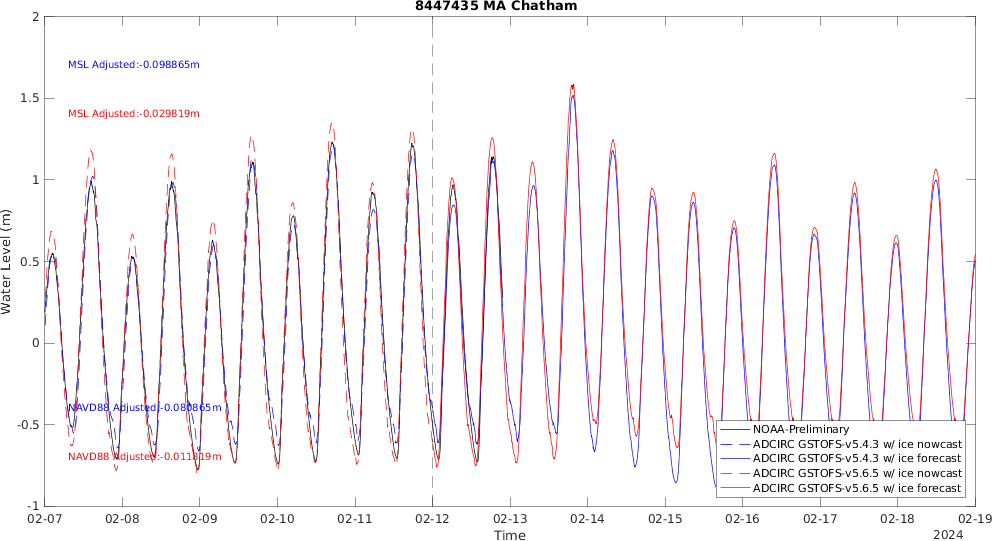 8447435 MA Chatham
2
1.5
1
0.5
0
-0.5
-1
Water Level (m)
MSL Adjusted:-0.098865m
MSL Adjusted:-0.029819m
NAVD88 Adjusted:-0.080865m
NAVD88 Adjusted:-0.011819m
NOAA-Preliminary
ADCIRC GSTOFS-v5.4.3 w/ ice nowcast
ADCIRC GSTOFS-v5.4.3 w/ ice forecast
ADCIRC GSTOFS-v5.6.5 w/ ice nowcast
ADCIRC GSTOFS-v5.6.5 w/ ice forecast
02-07 02-08 02-09 02-10 02-11 02-12 02-13 02-14 02-15 02-16 02-17 02-18 02-19
Time
2024